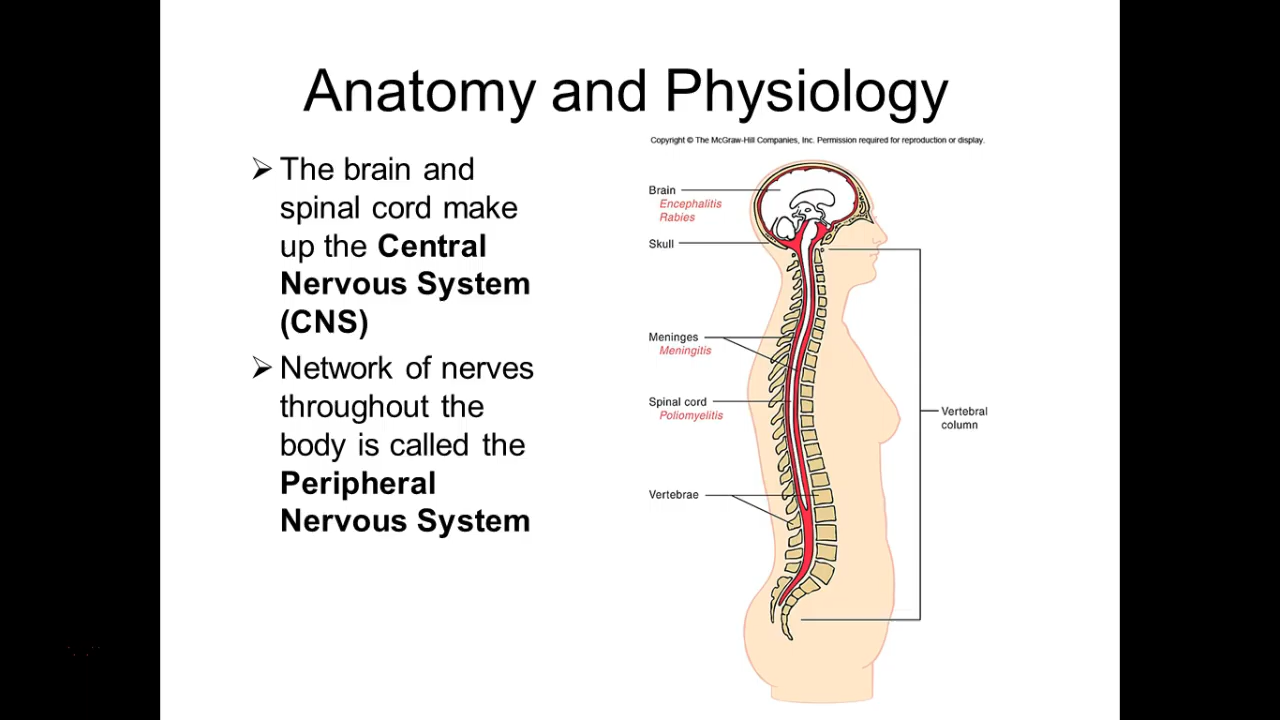 Anatomy and Physiology
Copyright © The McGraw-Hill Companies, Inc. Permission required for reproduction or display.
➢ The brain and
spinal cord make
up the Central
Nervous System
(CNS)
➢ Network of nerves
throughout the
body is called the
Peripheral
Nervous System
Brain
Encephalitis
Rabies
Skull
Meninges
Meningitis
Spinal cord
Poliomyelitis
Vertebrae
Vertebral
column